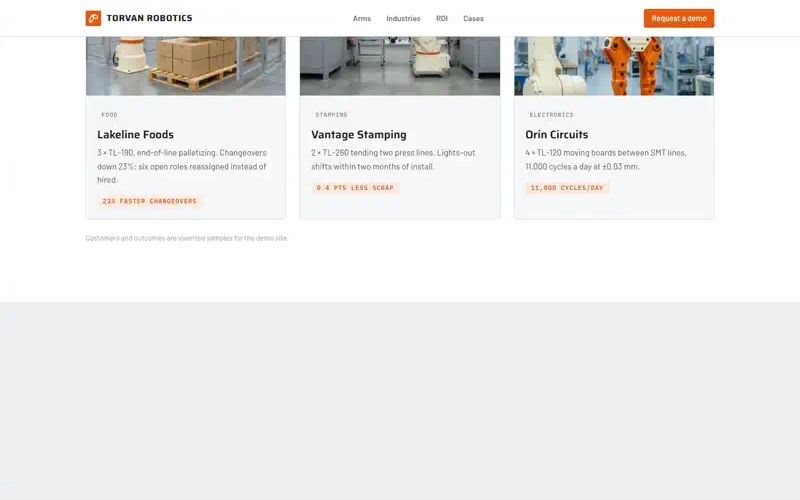 TORVAN ROBOTICS
Arms
Industries
ROI
Cases
Request a demo
FOOD
Lakeline Foods
3 × TL-190, end-of-line palletizing. Changeovers
down 23%; six open roles reassigned instead of
hired.
23% FASTER CHANGEOVERS
STAMPING
Vantage Stamping
2 × TL-260 tending two press lines. Lights-out
shifts within two months of install.
0.4 PTS LESS SCRAP
ELECTRONICS
Orin Circuits
4 × TL-120 moving boards between SMT lines,
11,000 cycles a day at ±0.03 mm.
11,000 CYCLES/DAY
Customers and outcomes are invented samples for the demo site.